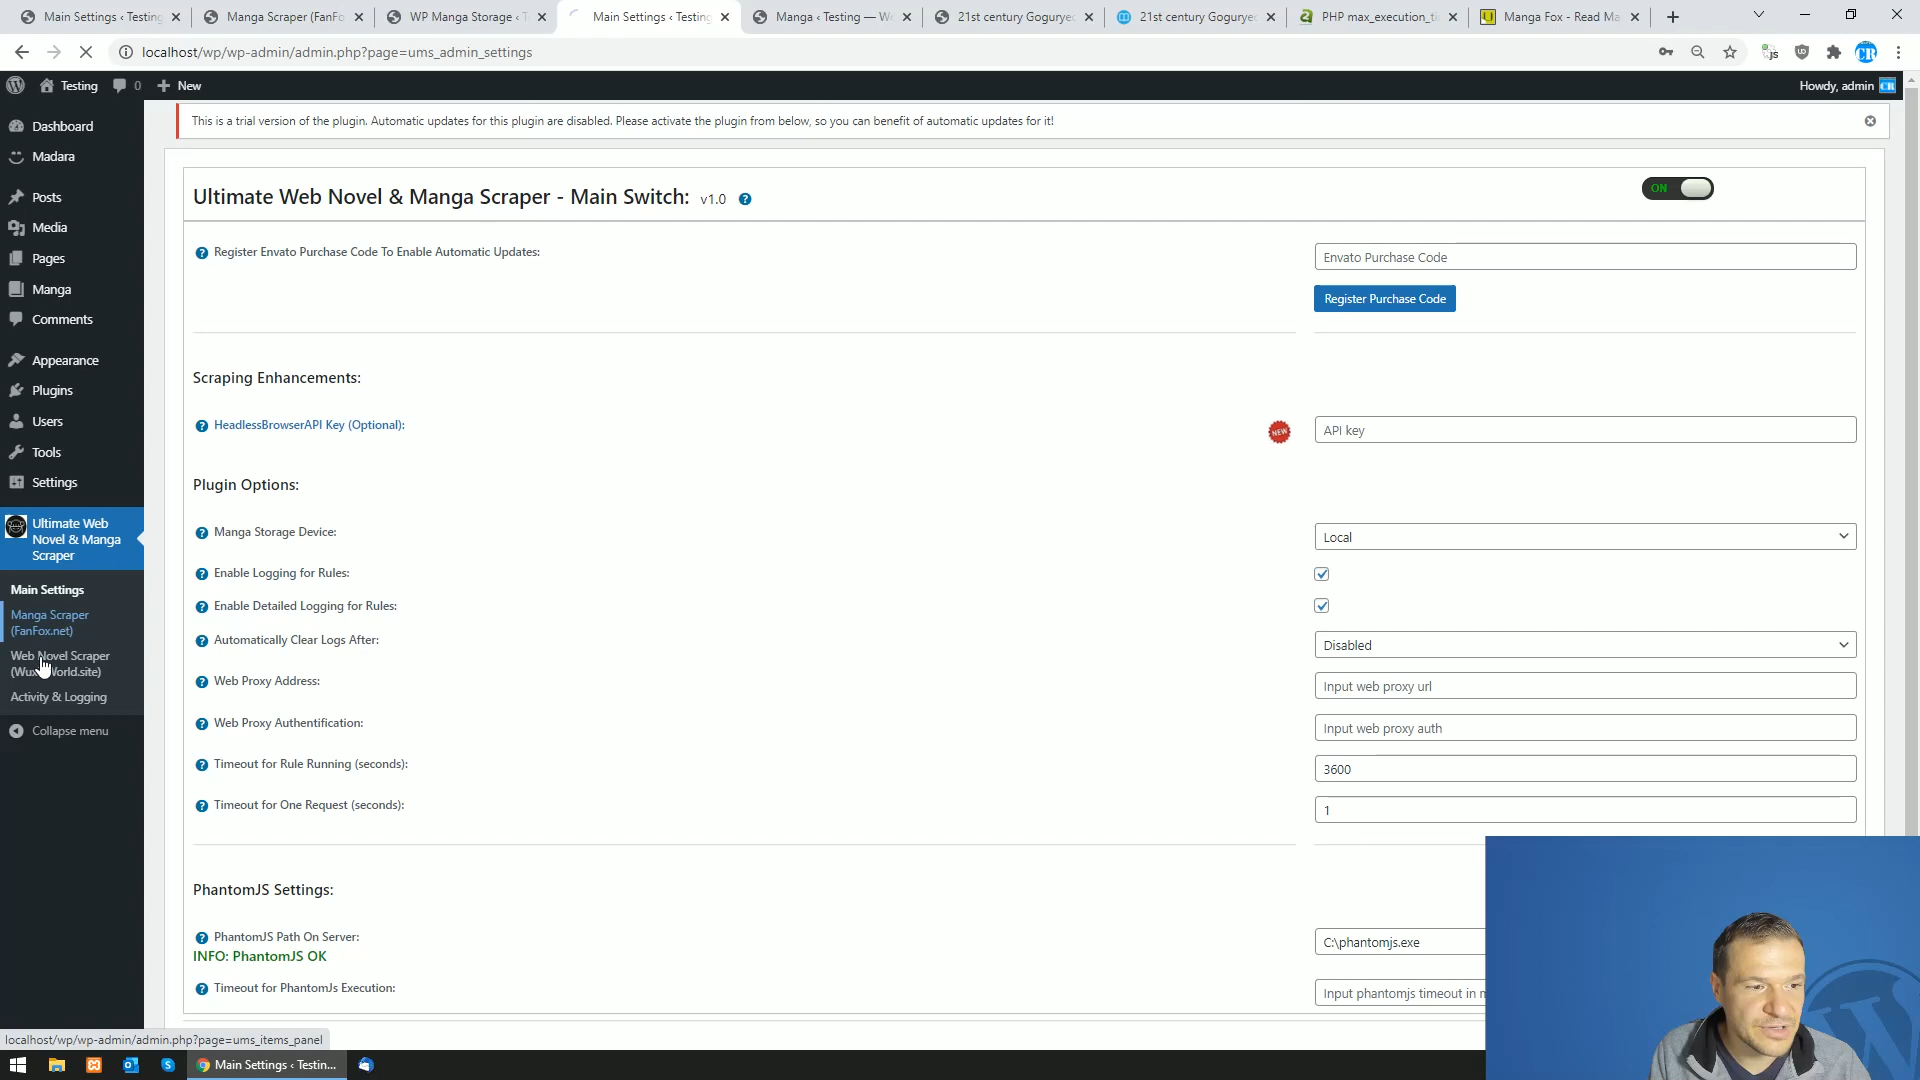 Main Settings ‹ Testing
Manga Scraper (FanFo
WP Manga Storage ‹ T
Main Settings ‹ Testing
Manga ‹ Testing — Wo
21st century Goguryeo
21st century Goguryeo
PHP max_execution_ti
Manga Fox - Read Ma
localhost/wp/wp-admin/admin.php?page=ums_admin_settings
Testing
0
New
Howdy, admin
Dashboard
Madara
Posts
Media
Pages
Manga
Comments
Appearance
Plugins
Users
Tools
Settings
Ultimate Web
Novel & Manga
Scraper
Main Settings
Manga Scraper
(FanFox.net)
Web Novel Scraper
World.site)
Activity & Logging
Collapse menu
This is a trial version of the plugin. Automatic updates for this plugin are disabled. Please activate the plugin from below, so you can benefit of automatic updates for it!
Ultimate Web Novel & Manga Scraper - Main Switch: v1.0
ON
Register Envato Purchase Code To Enable Automatic Updates:
Envato Purchase Code
Register Purchase Code
Scraping Enhancements:
HeadlessBrowserAPI Key (Optional):
NEW
API key
Plugin Options:
Manga Storage Device:
Local
Enable Logging for Rules:
Enable Detailed Logging for Rules:
Automatically Clear Logs After:
Disabled
Web Proxy Address:
Input web proxy url
Web Proxy Authentification:
Input web proxy auth
Timeout for Rule Running (seconds):
3600
Timeout for One Request (seconds):
1
PhantomJS Settings:
PhantomJS Path On Server:
INFO: PhantomJS OK
C:\phantomjs.exe
Timeout for PhantomJs Execution:
Input phantomjs timeout in m
localhost/wp/wp-admin/admin.php?page=ums_items_panel
Main Settings ‹ Testin...